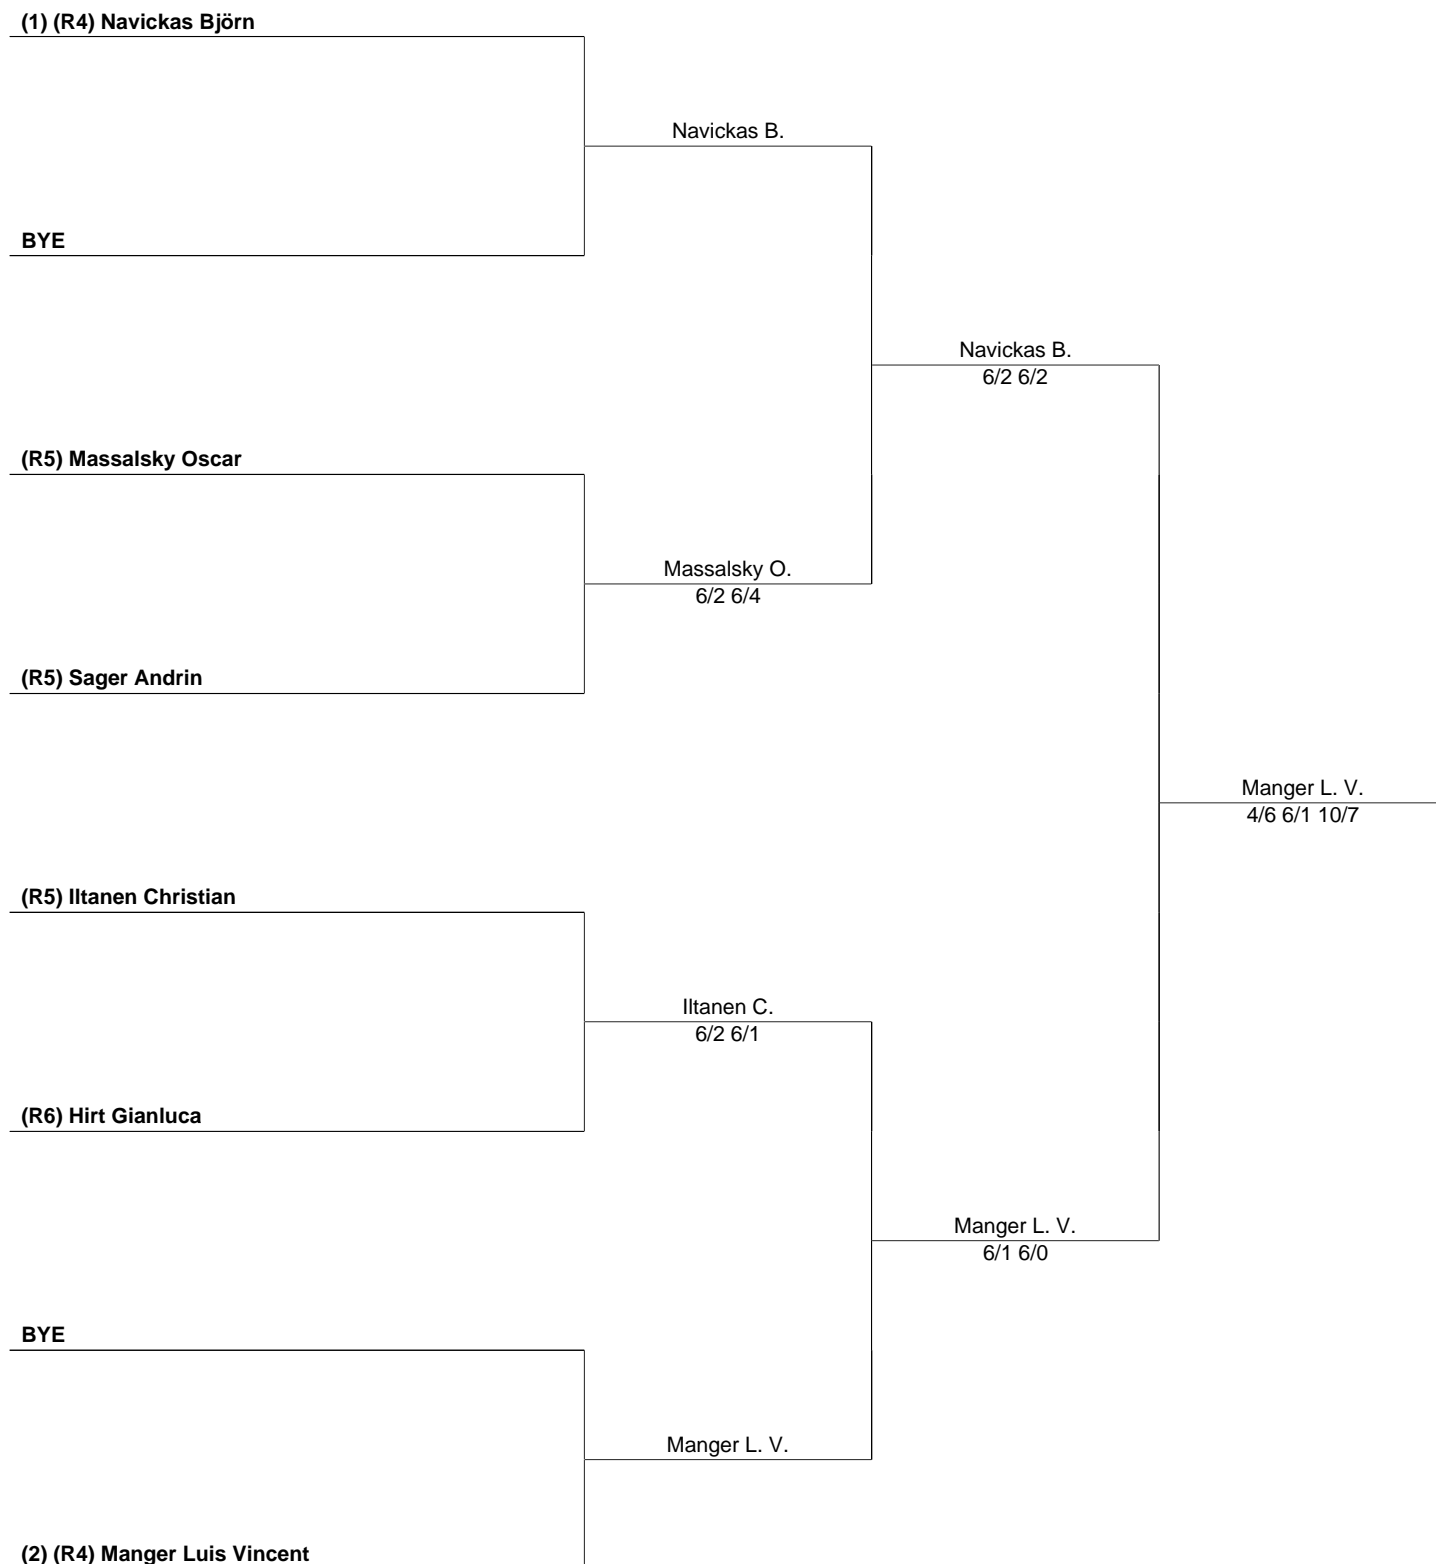 (1) (R4) Navickas Björn
Navickas B.
BYE
Navickas B.
6/2 6/2
(R5) Massalsky Oscar
Massalsky O.
6/2 6/4
(R5) Sager Andrin
Manger L. V.
4/6 6/1 10/7
(R5) Iltanen Christian
Iltanen C.
6/2 6/1
(R6) Hirt Gianluca
Manger L. V.
6/1 6/0
BYE
Manger L. V.
(2) (R4) Manger Luis Vincent